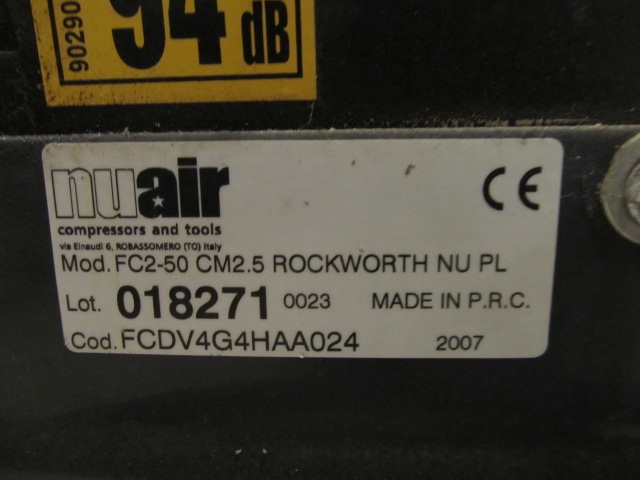 94 dB
90290
nuair
compressors and tools
via Einaudi 6, ROBASSOMERO (TO) Italy
CE
Mod. FC2-50 CM2.5 ROCKWORTH NU PL
Lot. 018271 0023 MADE IN P.R.C.
Cod. FCDV4G4HAA024 2007